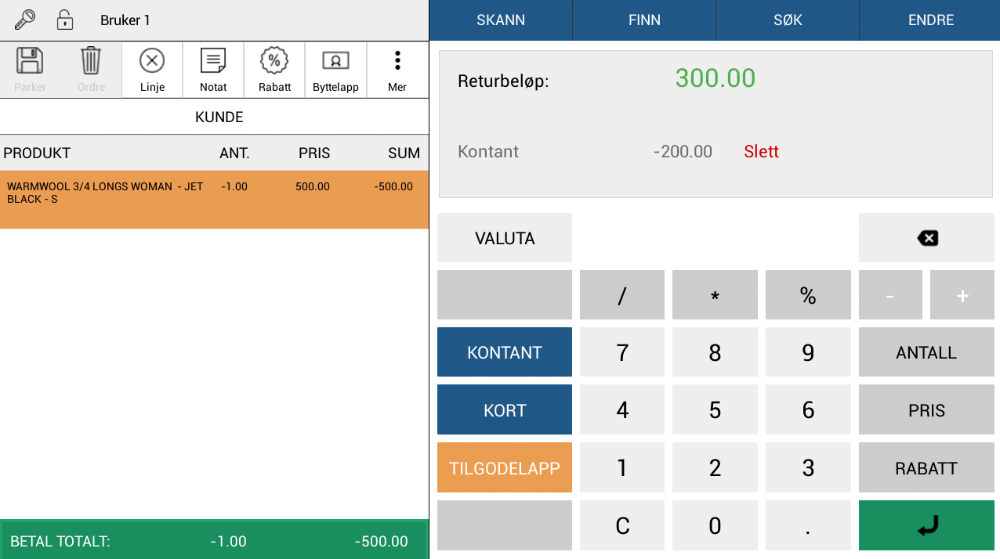 Bruker 1
SKANN
FINN
SØK
ENDRE
Parker
Ordre
Linje
Notat
%
Rabatt
Byttelapp
Mer
KUNDE
PRODUKT ANT. PRIS SUM
WARMWOOL 3/4 LONGS WOMAN - JET -1.00 500.00 -500.00
BLACK - S
BETAL TOTALT: -1.00 -500.00
Returbeløp: 300.00
Kontant -200.00 Slett
VALUTA
/ * % - +
KONTANT 7 8 9 ANTALL
KORT 4 5 6 PRIS
TILGODELAPP 1 2 3 RABATT
C 0 .